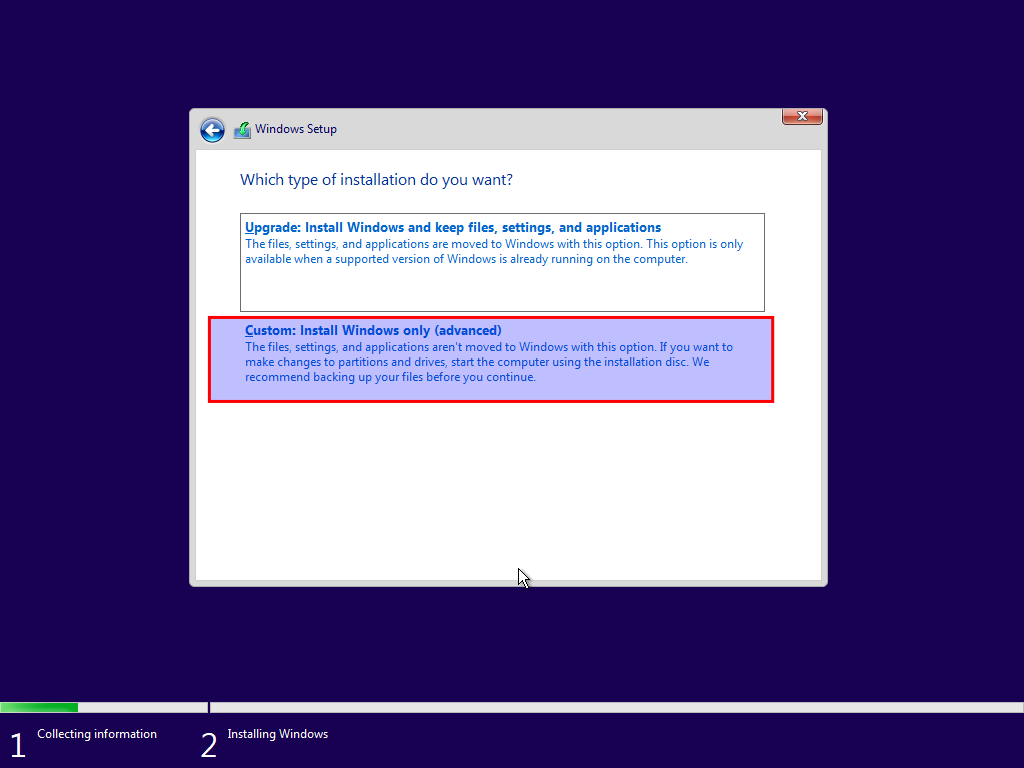 Windows Setup
Which type of installation do you want?
Upgrade: Install Windows and keep files, settings, and applications
The files, settings, and applications are moved to Windows with this option. This option is only
available when a supported version of Windows is already running on the computer.
Custom: Install Windows only (advanced)
The files, settings, and applications aren't moved to Windows with this option. If you want to
make changes to partitions and drives, start the computer using the installation disc. We
recommend backing up your files before you continue.
1 Collecting information
2 Installing Windows